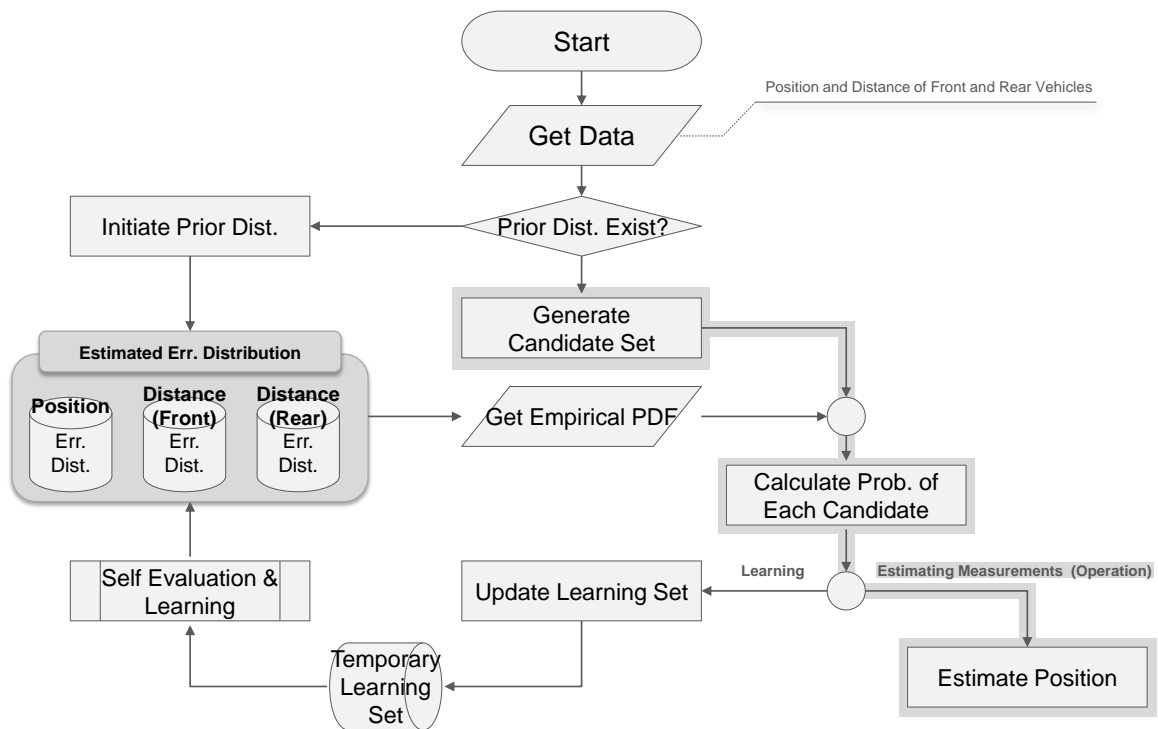 Start
Position and Distance of Front and Rear Vehicles
Get Data
Initiate Prior Dist.
Prior Dist. Exist?
Generate
Candidate Set
Estimated Err. Distribution
Position
Err.
Dist.
Distance
(Front)
Err.
Dist.
Distance
(Rear)
Err.
Dist.
Get Empirical PDF
Calculate Prob. of
Each Candidate
Self Evaluation &
Learning
Update Learning Set
Learning
Estimating Measurements (Operation)
Temporary
Learning
Set
Estimate Position